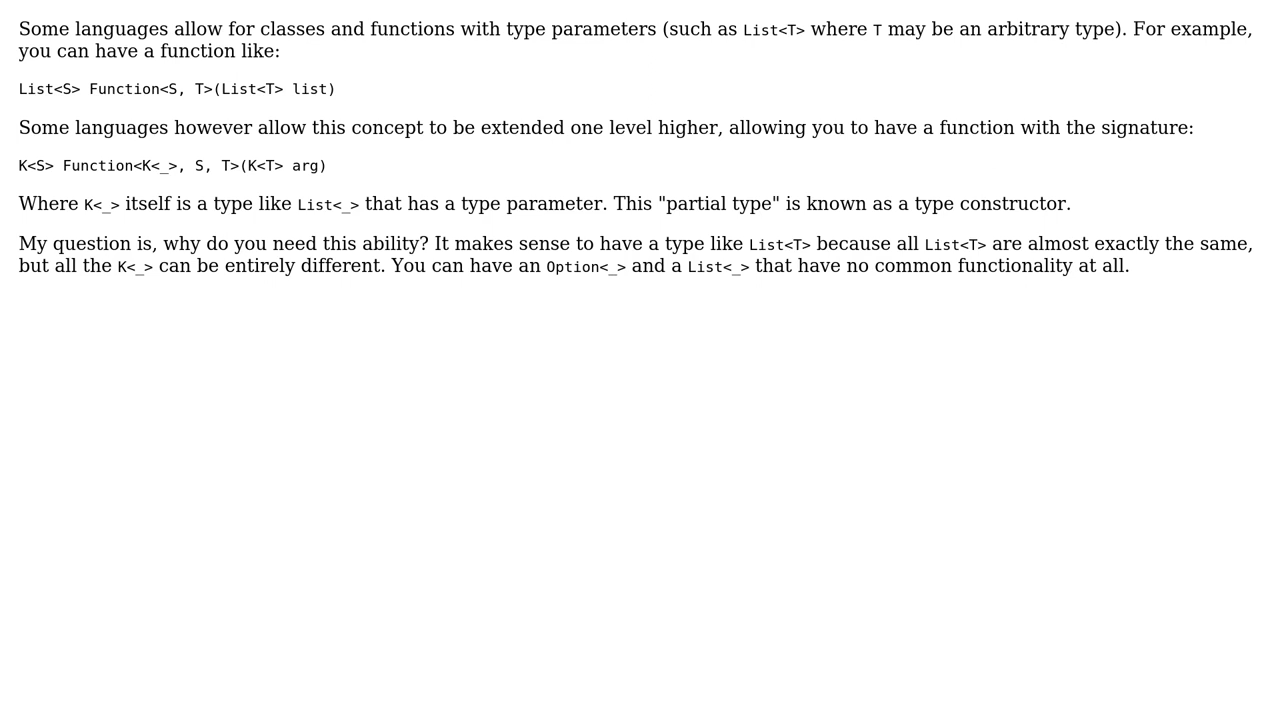 Some languages allow for classes and functions with type parameters (such as List<T> where T may be an arbitrary type). For example,
you can have a function like:
List<S> Function<S, T>(List<T> list)
Some languages however allow this concept to be extended one level higher, allowing you to have a function with the signature:
K<S> Function<K<_>, S, T>(K<T> arg)
Where K<_> itself is a type like List<_> that has a type parameter. This "partial type" is known as a type constructor.
My question is, why do you need this ability? It makes sense to have a type like List<T> because all List<T> are almost exactly the same,
but all the K<_> can be entirely different. You can have an Option<_> and a List<_> that have no common functionality at all.